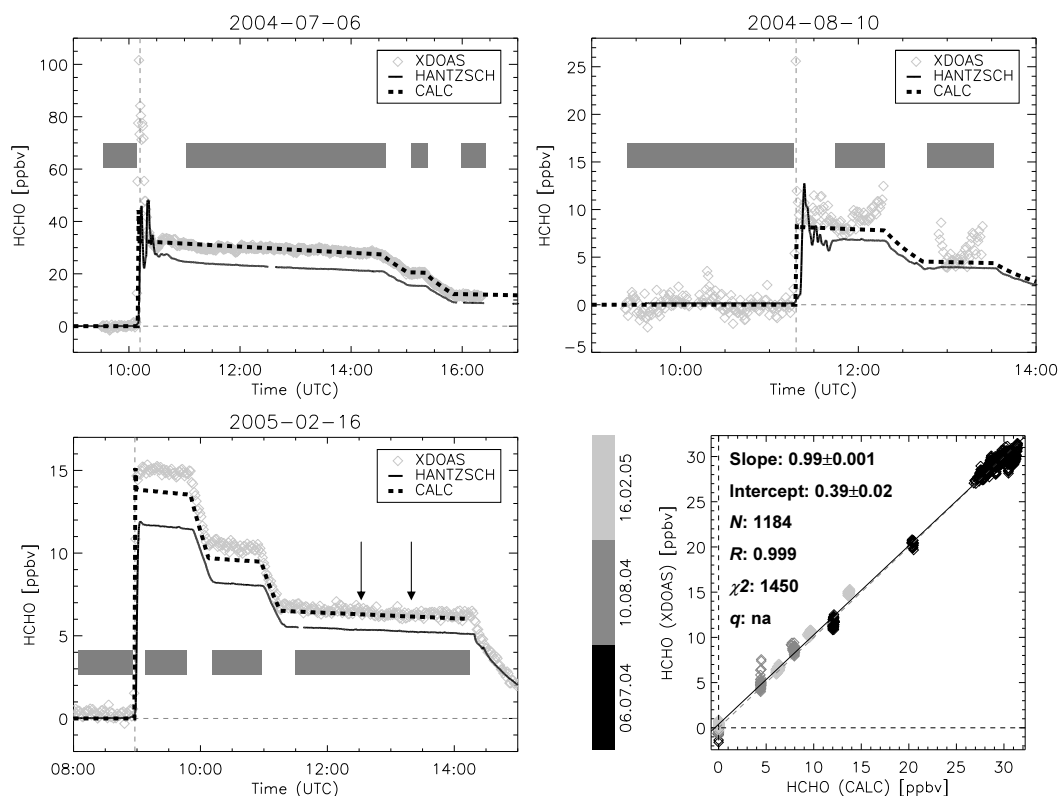 2004-07-06
HCHO [ppbv]
100
80
60
40
20
0
XDOAS
HANTZSCH
CALC
10:00 12:00 14:00 16:00
Time (UTC)
2004-08-10
HCHO [ppbv]
25
20
15
10
5
0
-5
XDOAS
HANTZSCH
CALC
10:00 11:00 12:00 13:00 14:00
Time (UTC)
2005-02-16
HCHO [ppbv]
15
10
5
0
XDOAS
HANTZSCH
CALC
08:00 10:00 12:00 14:00
Time (UTC)
16.02.05
10.08.04
06.07.04
HCHO (XDOAS) [ppbv]
30
25
20
15
10
5
0
Slope: 0.99±0.001
Intercept: 0.39±0.02
N: 1184
R: 0.999
χ2: 1450
q: na
0 5 10 15 20 25 30
HCHO (CALC) [ppbv]